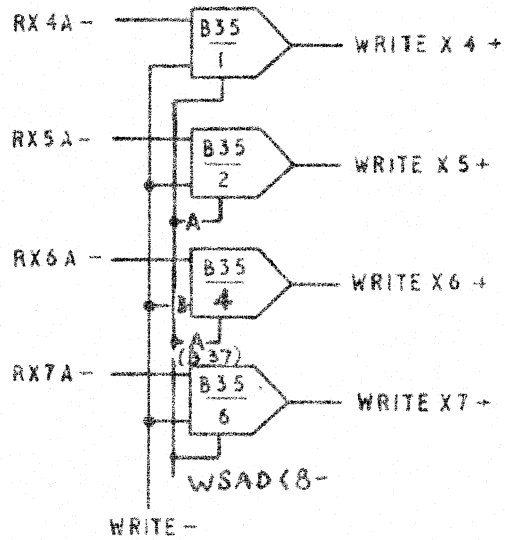 RX4A-
B35
1
WRITE X 4 +
RX5A-
B35
2
WRITE X 5+
A
RX6A -
B35
4
WRITE X6 +
B
A
(B37)
RX7A-
B35
6
WRITE X7+
WSAD(8-
WRITE -